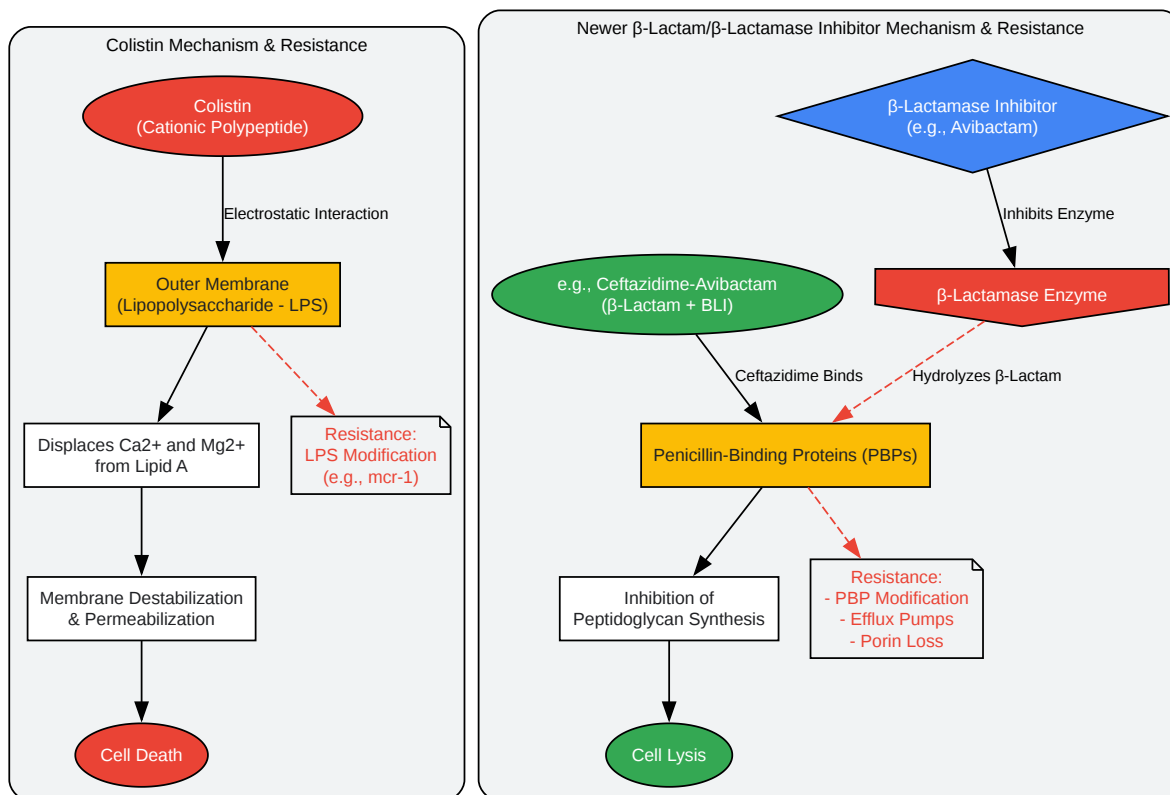 Colistin Mechanism & Resistance
Colistin
(Cationic Polypeptide)
Electrostatic Interaction
Outer Membrane
(Lipopolysaccharide - LPS)
Displaces Ca2+ and Mg2+
from Lipid A
Resistance:
LPS Modification
(e.g., mcr-1)
Membrane Destabilization
& Permeabilization
Cell Death
Newer β-Lactam/β-Lactamase Inhibitor Mechanism & Resistance
β-Lactamase Inhibitor
(e.g., Avibactam)
Inhibits Enzyme
e.g., Ceftazidime-Avibactam
(β-Lactam + BLI)
β-Lactamase Enzyme
Ceftazidime Binds
Hydrolyzes β-Lactam
Penicillin-Binding Proteins (PBPs)
Inhibition of
Peptidoglycan Synthesis
Resistance:
- PBP Modification
- Efflux Pumps
- Porin Loss
Cell Lysis